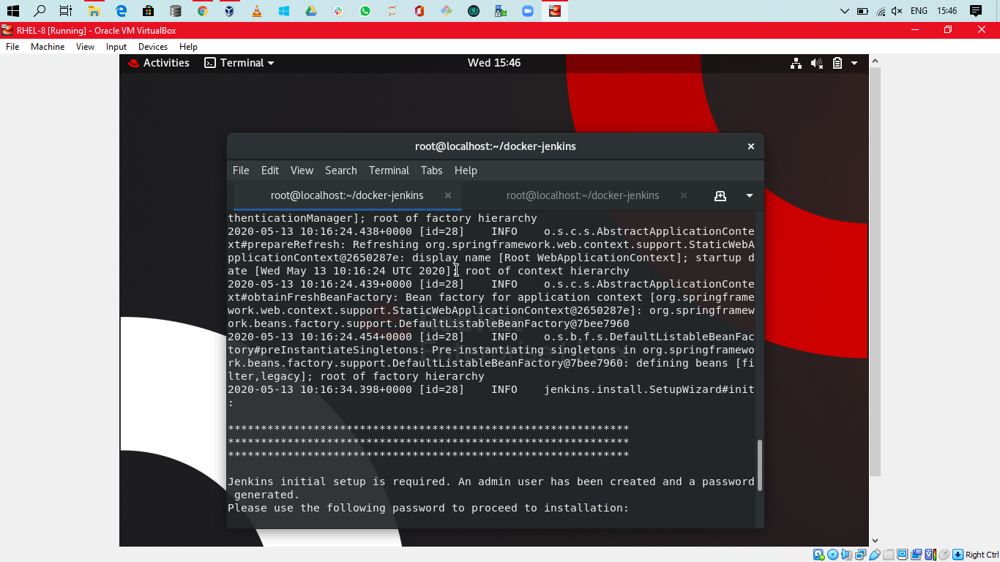 ENG 15:46
RHEL-8 [Running] - Oracle VM VirtualBox
File Machine View Input Devices Help
Activities Terminal Wed 15:46
root@localhost:~/docker-jenkins
File Edit View Search Terminal Tabs Help
root@localhost:~/docker-jenkins root@localhost:~/docker-jenkins
thenticationManager]; root of factory hierarchy
2020-05-13 10:16:24.438+0000 [id=28] INFO o.s.c.s.AbstractApplicationConte
xt#prepareRefresh: Refreshing org.springframework.web.context.support.StaticWebA
pplicationContext@2650287e: display name [Root WebApplicationContext]; startup d
ate [Wed May 13 10:16:24 UTC 2020]; root of context hierarchy
2020-05-13 10:16:24.439+0000 [id=28] INFO o.s.c.s.AbstractApplicationConte
xt#obtainFreshBeanFactory: Bean factory for application context [org.springframe
work.web.context.support.StaticWebApplicationContext@2650287e]: org.springframew
ork.beans.factory.support.DefaultListableBeanFactory@7bee7960
2020-05-13 10:16:24.454+0000 [id=28] INFO o.s.b.f.s.DefaultListableBeanFac
tory#preInstantiateSingletons: Pre-instantiating singletons in org.springframewo
rk.beans.factory.support.DefaultListableBeanFactory@7bee7960: defining beans [fi
lter,legacy]; root of factory hierarchy
2020-05-13 10:16:34.398+0000 [id=28] INFO jenkins.install.SetupWizard#init
:
*************************************************************
*************************************************************
*************************************************************
Jenkins initial setup is required. An admin user has been created and a password
generated.
Please use the following password to proceed to installation:
Right Ctrl